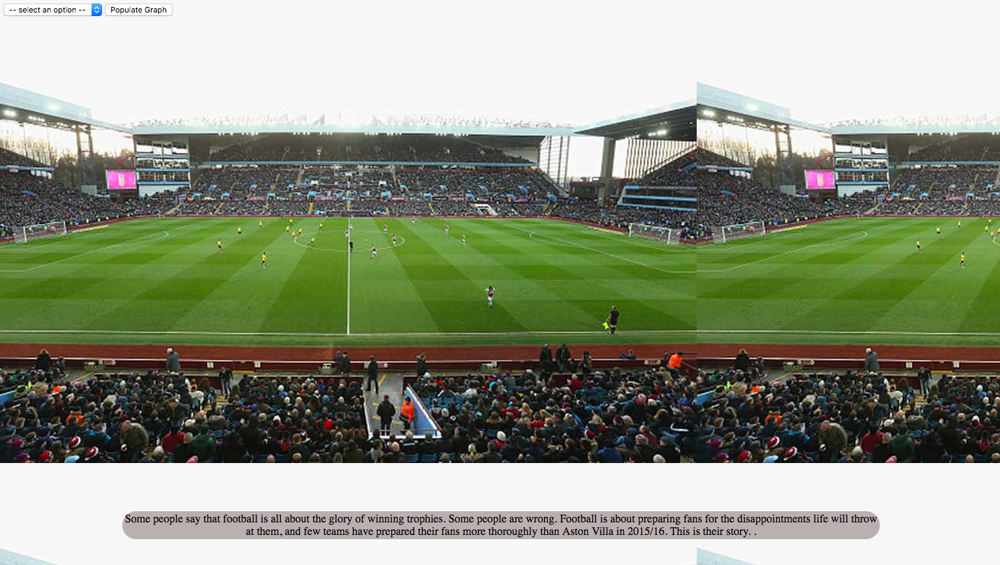 -- select an option -- Populate Graph
Some people say that football is all about the glory of winning trophies. Some people are wrong. Football is about preparing fans for the disappointments life will throw
at them, and few teams have prepared their fans more thoroughly than Aston Villa in 2015/16. This is their story. .